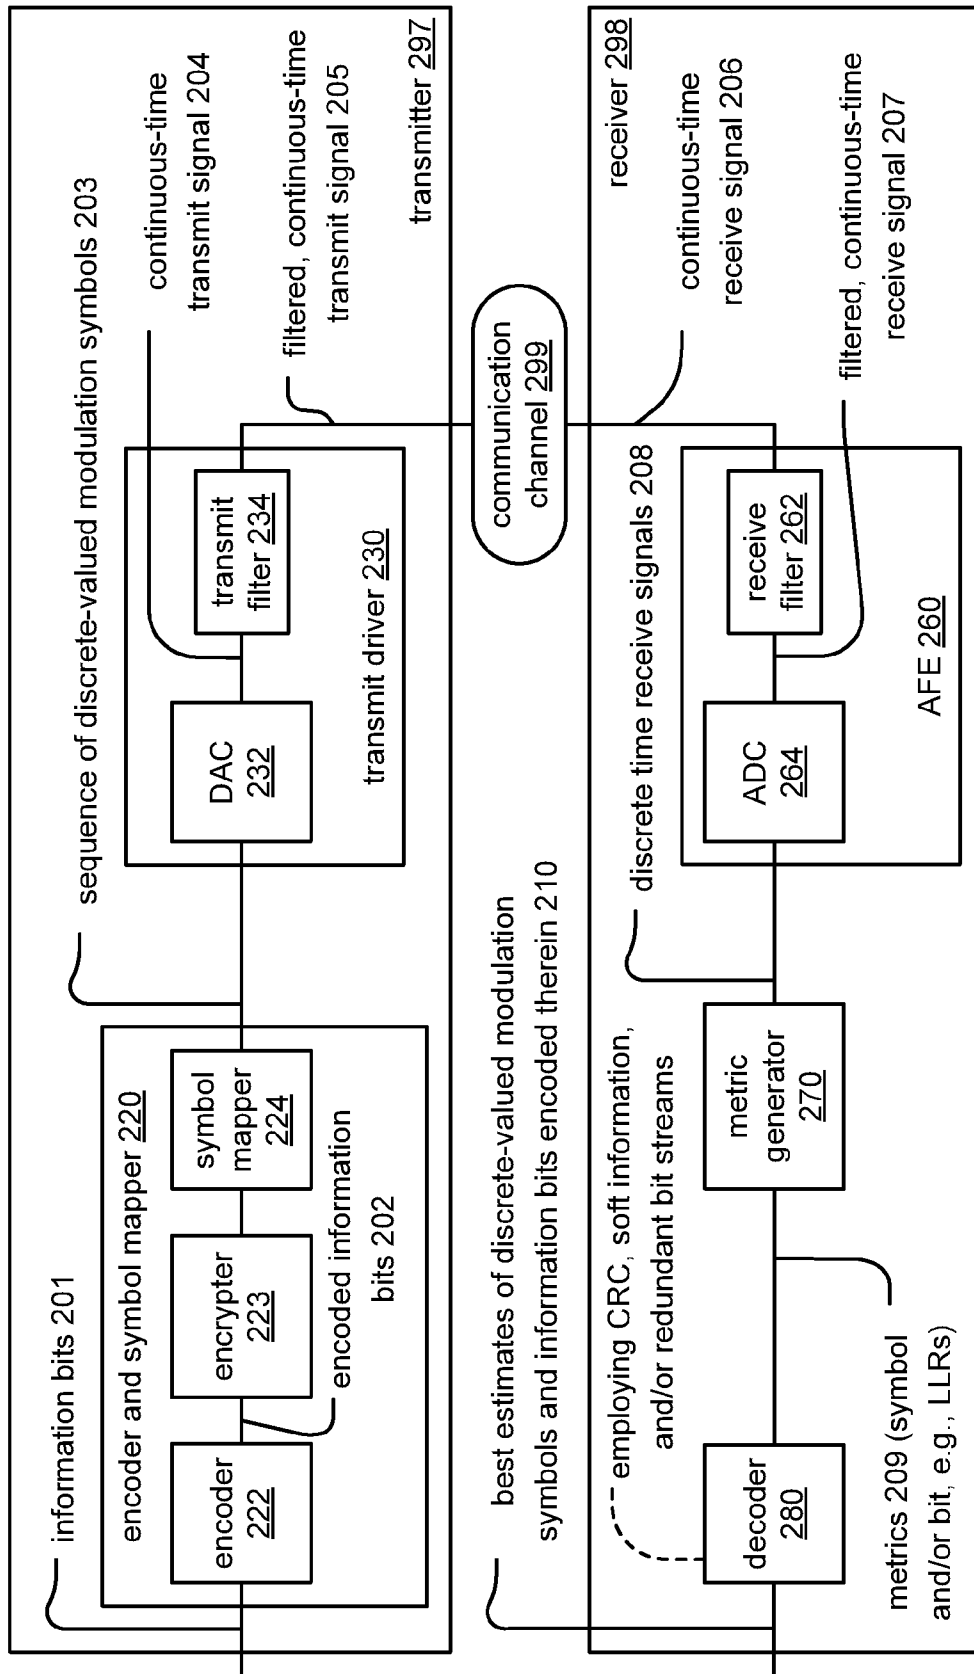 information bits 201
sequence of discrete-valued modulation symbols 203
encoder and symbol mapper 220
encoder
222
encrypter
223
symbol
mapper
224
encoded information
bits 202
DAC
232
transmit
filter 234
transmit driver 230
continuous-time
transmit signal 204
filtered, continuous-time
transmit signal 205
transmitter 297
communication
channel 299
best estimates of discrete-valued modulation
symbols and information bits encoded therein 210
employing CRC, soft information,
and/or redundant bit streams
discrete time receive signals 208
decoder
280
metric
generator
270
ADC
264
receive
filter 262
AFE 260
metrics 209 (symbol
and/or bit, e.g., LLRs)
receiver 298
continuous-time
receive signal 206
filtered, continuous-time
receive signal 207